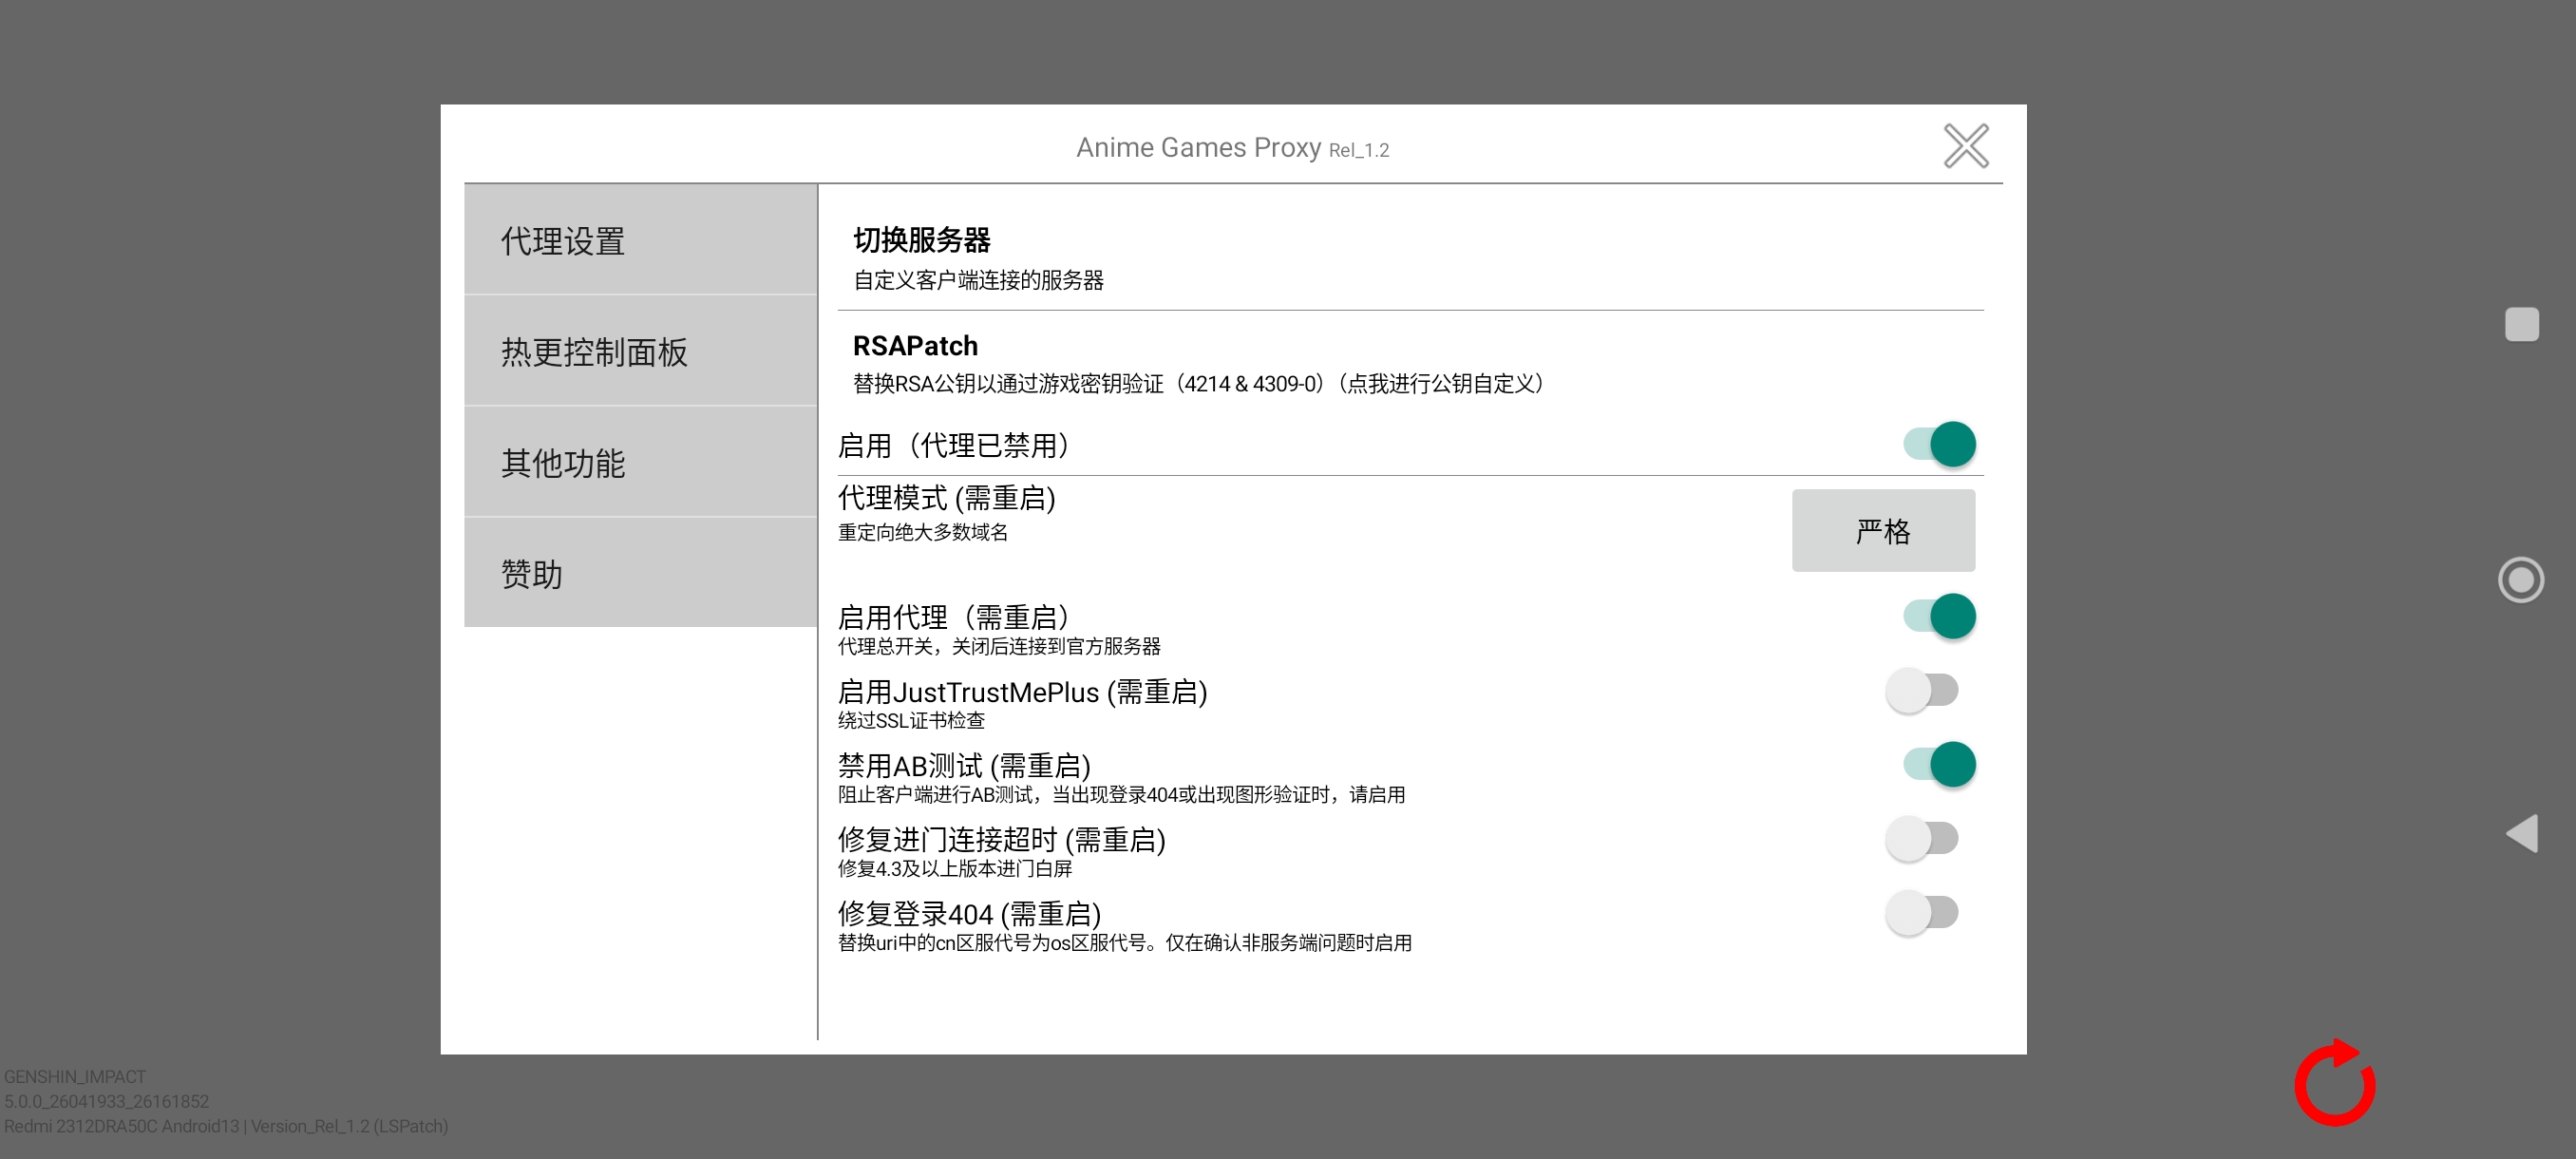 Anime Games Proxy Rel_1.2
代理设置
热更控制面板
其他功能
赞助
切换服务器
自定义客户端连接的服务器
RSAPatch
替换RSA公钥以通过游戏密钥验证（4214 & 4309-0）（点我进行公钥自定义）
启用（代理已禁用）
代理模式 (需重启)
重定向绝大多数域名
严格
启用代理（需重启）
代理总开关，关闭后连接到官方服务器
启用JustTrustMePlus (需重启)
绕过SSL证书检查
禁用AB测试 (需重启)
阻止客户端进行AB测试，当出现登录404或出现图形验证时，请启用
修复进门连接超时 (需重启)
修复4.3及以上版本进门白屏
修复登录404 (需重启)
替换uri中的cn区服代号为os区服代号。仅在确认非服务端问题时启用
GENSHIN_IMPACT
5.0.0_26041933_26161852
Redmi 2312DRA50C Android13 | Version_Rel_1.2 (LSPatch)